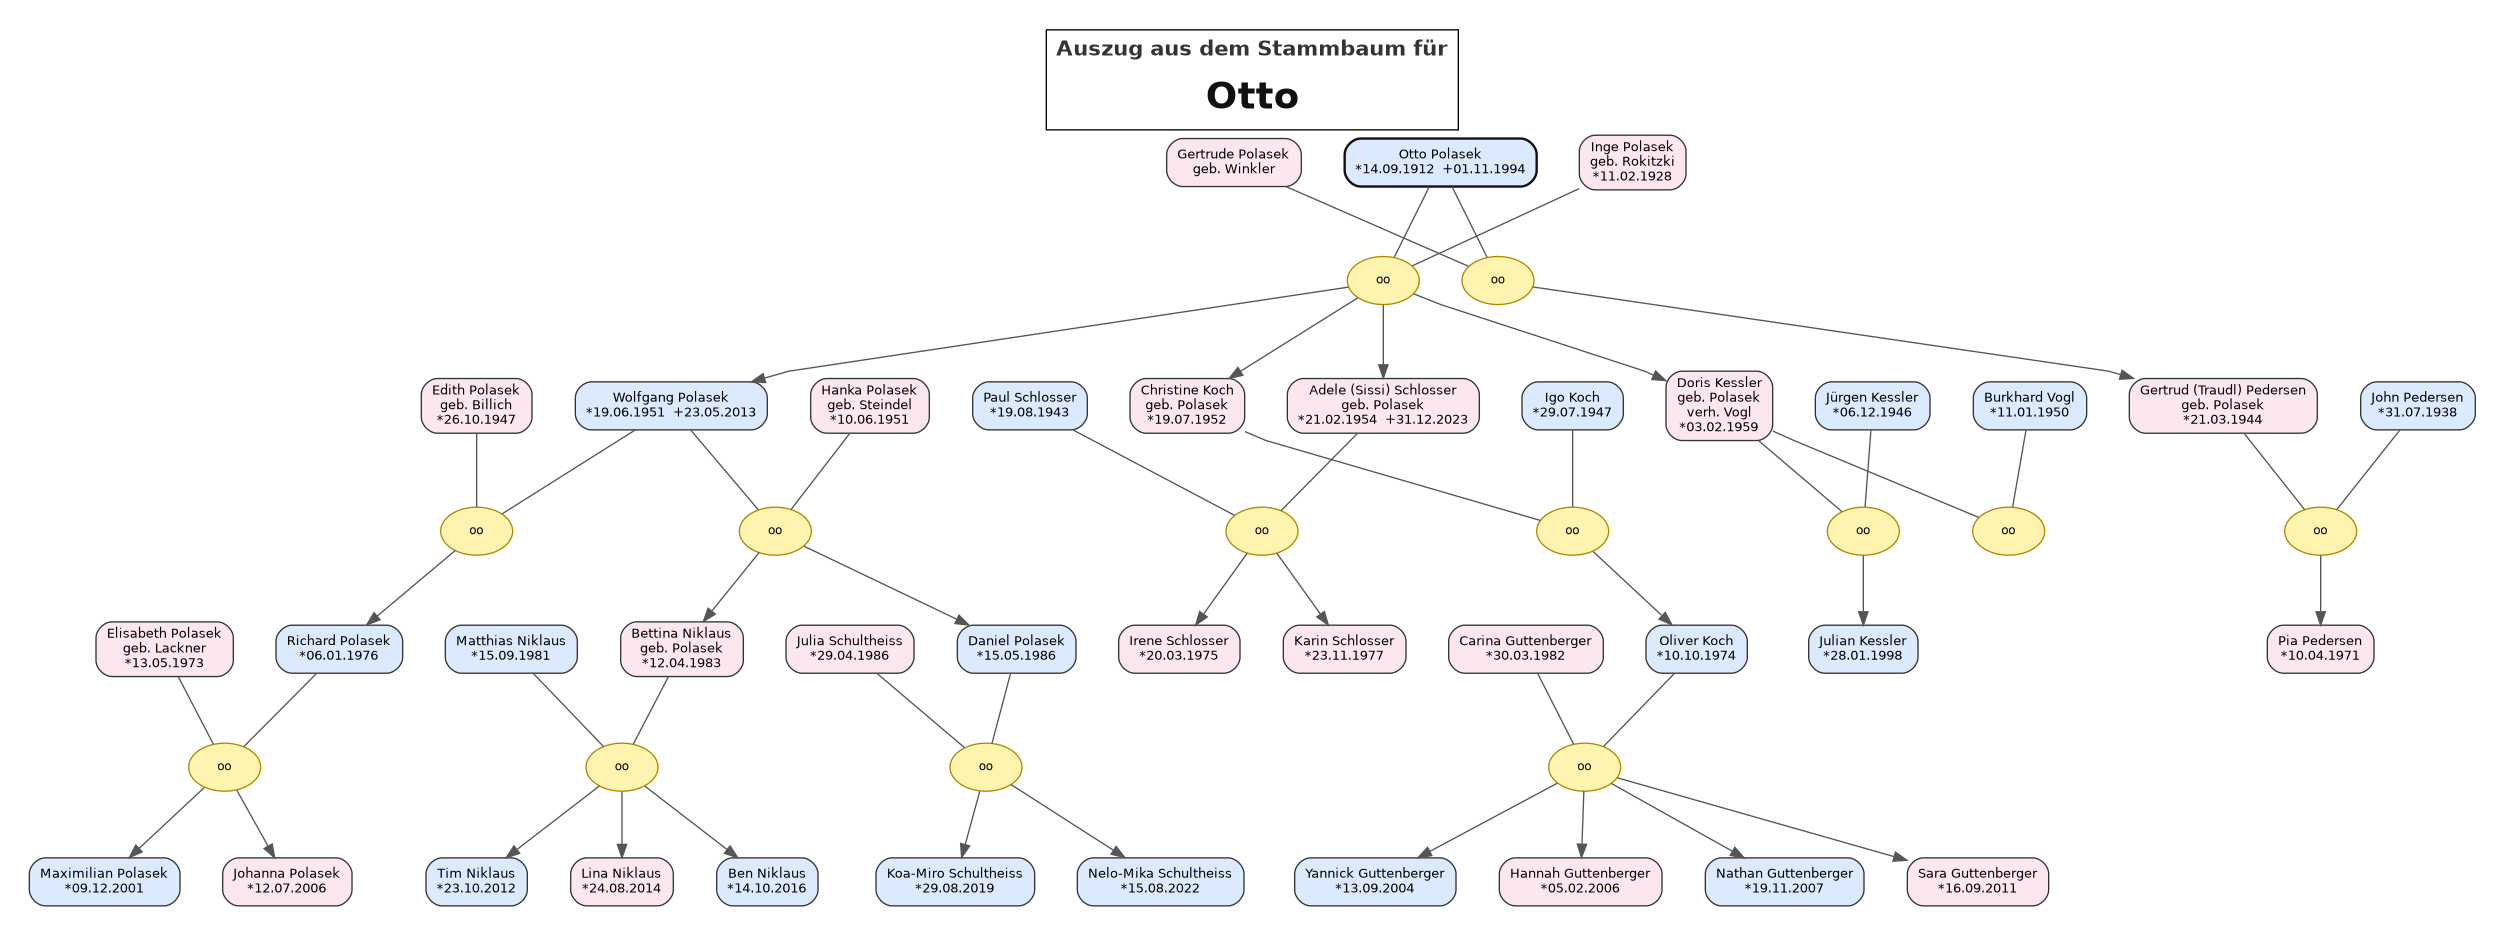 Auszug aus dem Stammbaum für
Otto
Gertrude Polasek
geb. Winkler
Otto Polasek
*14.09.1912  +01.11.1994
Inge Polasek
geb. Rokitzki
*11.02.1928
oo
oo
Edith Polasek
geb. Billich
*26.10.1947
Wolfgang Polasek
*19.06.1951  +23.05.2013
Hanka Polasek
geb. Steindel
*10.06.1951
Paul Schlosser
*19.08.1943
Christine Koch
geb. Polasek
*19.07.1952
Adele (Sissi) Schlosser
geb. Polasek
*21.02.1954  +31.12.2023
Igo Koch
*29.07.1947
Doris Kessler
geb. Polasek
verh. Vogl
*03.02.1959
Jürgen Kessler
*06.12.1946
Burkhard Vogl
*11.01.1950
Gertrud (Traudl) Pedersen
geb. Polasek
*21.03.1944
John Pedersen
*31.07.1938
oo
oo
oo
oo
oo
oo
oo
Elisabeth Polasek
geb. Lackner
*13.05.1973
Richard Polasek
*06.01.1976
Matthias Niklaus
*15.09.1981
Bettina Niklaus
geb. Polasek
*12.04.1983
Julia Schultheiss
*29.04.1986
Daniel Polasek
*15.05.1986
Irene Schlosser
*20.03.1975
Karin Schlosser
*23.11.1977
Carina Guttenberger
*30.03.1982
Oliver Koch
*10.10.1974
Julian Kessler
*28.01.1998
Pia Pedersen
*10.04.1971
oo
oo
oo
oo
Maximilian Polasek
*09.12.2001
Johanna Polasek
*12.07.2006
Tim Niklaus
*23.10.2012
Lina Niklaus
*24.08.2014
Ben Niklaus
*14.10.2016
Koa-Miro Schultheiss
*29.08.2019
Nelo-Mika Schultheiss
*15.08.2022
Yannick Guttenberger
*13.09.2004
Hannah Guttenberger
*05.02.2006
Nathan Guttenberger
*19.11.2007
Sara Guttenberger
*16.09.2011